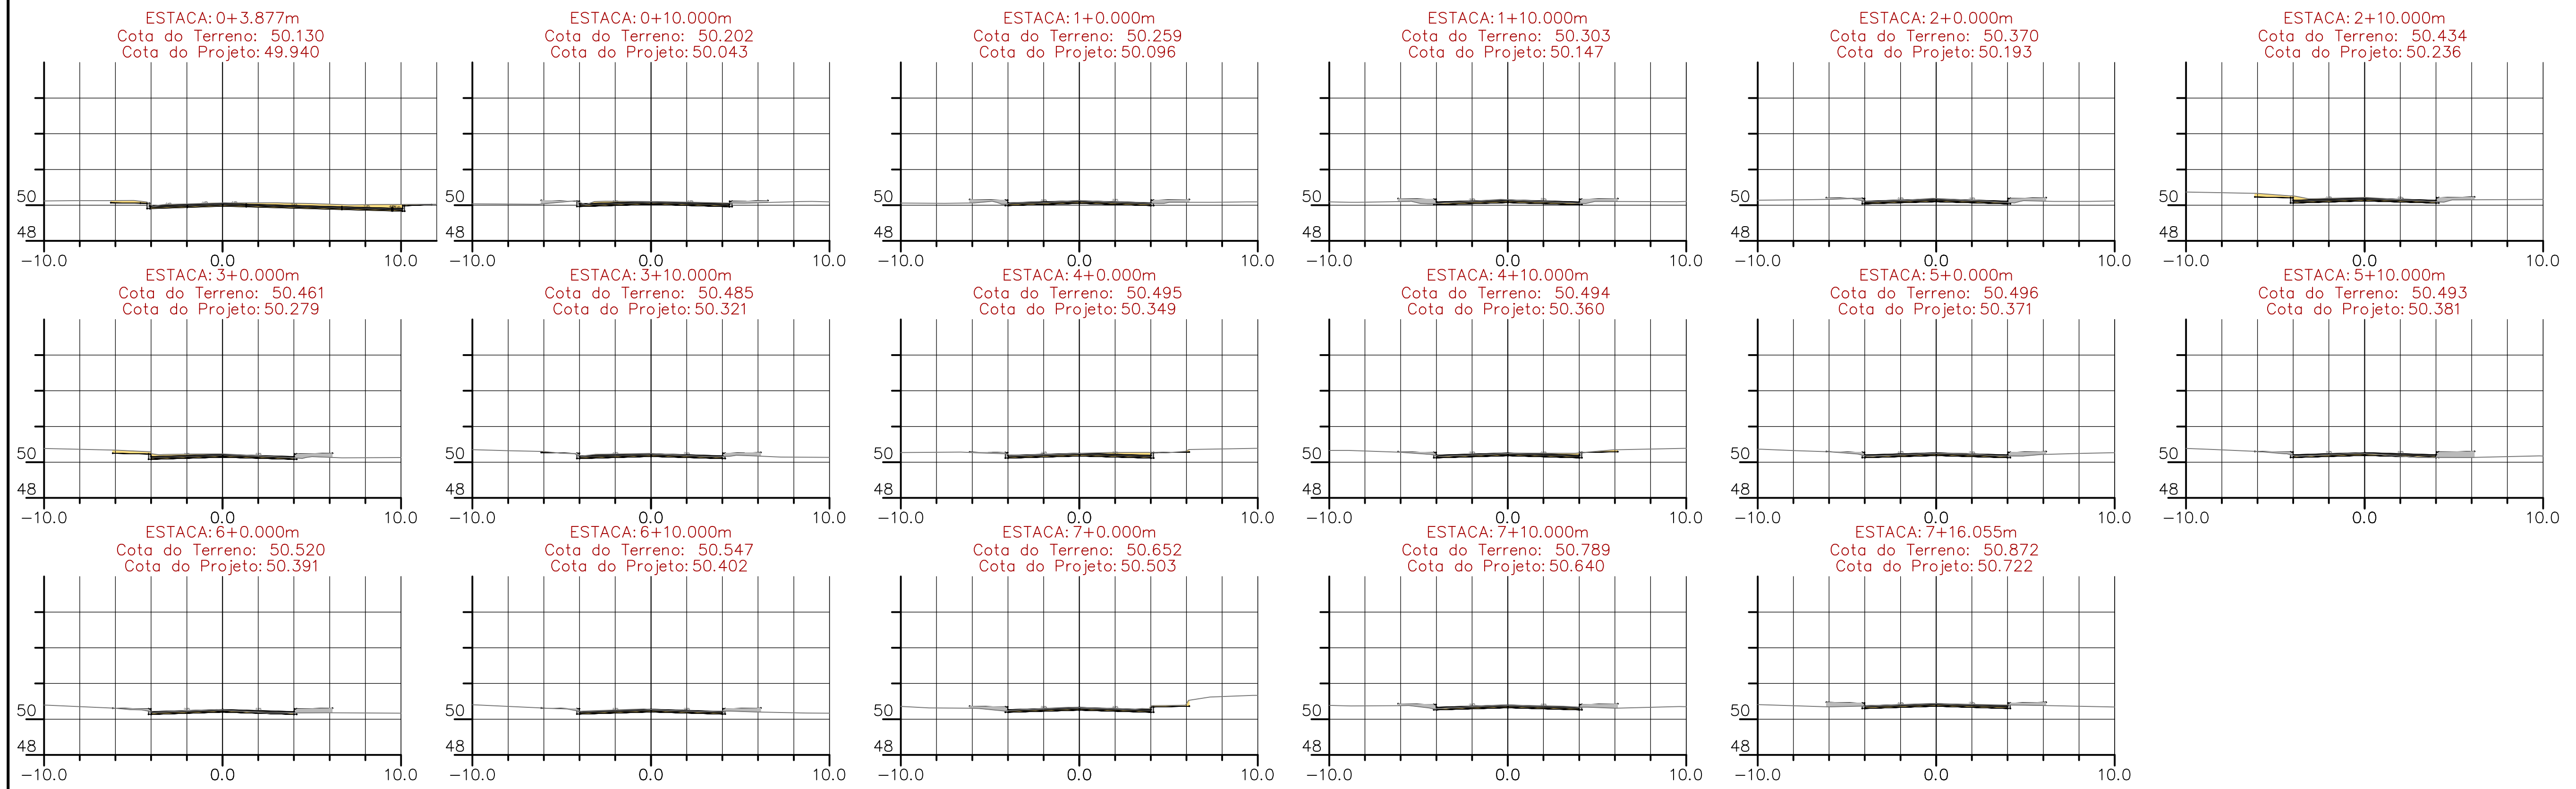 ESTACA: 0+3.877m
Cota do Terreno: 50.130
Cota do Projeto: 49.940
50
48
-10.0 0.0 10.0
ESTACA: 0+10.000m
Cota do Terreno: 50.202
Cota do Projeto: 50.043
50
48
-10.0 0.0 10.0
ESTACA: 1+0.000m
Cota do Terreno: 50.259
Cota do Projeto: 50.096
50
48
-10.0 0.0 10.0
ESTACA: 1+10.000m
Cota do Terreno: 50.303
Cota do Projeto: 50.147
50
48
-10.0 0.0 10.0
ESTACA: 2+0.000m
Cota do Terreno: 50.370
Cota do Projeto: 50.193
50
48
-10.0 0.0 10.0
ESTACA: 2+10.000m
Cota do Terreno: 50.434
Cota do Projeto: 50.236
50
48
-10.0 0.0 10.0
ESTACA: 3+0.000m
Cota do Terreno: 50.461
Cota do Projeto: 50.279
50
48
-10.0 0.0 10.0
ESTACA: 3+10.000m
Cota do Terreno: 50.485
Cota do Projeto: 50.321
50
48
-10.0 0.0 10.0
ESTACA: 4+0.000m
Cota do Terreno: 50.495
Cota do Projeto: 50.349
50
48
-10.0 0.0 10.0
ESTACA: 4+10.000m
Cota do Terreno: 50.494
Cota do Projeto: 50.360
50
48
-10.0 0.0 10.0
ESTACA: 5+0.000m
Cota do Terreno: 50.496
Cota do Projeto: 50.371
50
48
-10.0 0.0 10.0
ESTACA: 5+10.000m
Cota do Terreno: 50.493
Cota do Projeto: 50.381
50
48
-10.0 0.0 10.0
ESTACA: 6+0.000m
Cota do Terreno: 50.520
Cota do Projeto: 50.391
50
48
-10.0 0.0 10.0
ESTACA: 6+10.000m
Cota do Terreno: 50.547
Cota do Projeto: 50.402
50
48
-10.0 0.0 10.0
ESTACA: 7+0.000m
Cota do Terreno: 50.652
Cota do Projeto: 50.503
50
48
-10.0 0.0 10.0
ESTACA: 7+10.000m
Cota do Terreno: 50.789
Cota do Projeto: 50.640
50
48
-10.0 0.0 10.0
ESTACA: 7+16.055m
Cota do Terreno: 50.872
Cota do Projeto: 50.722
50
48
-10.0 0.0 10.0